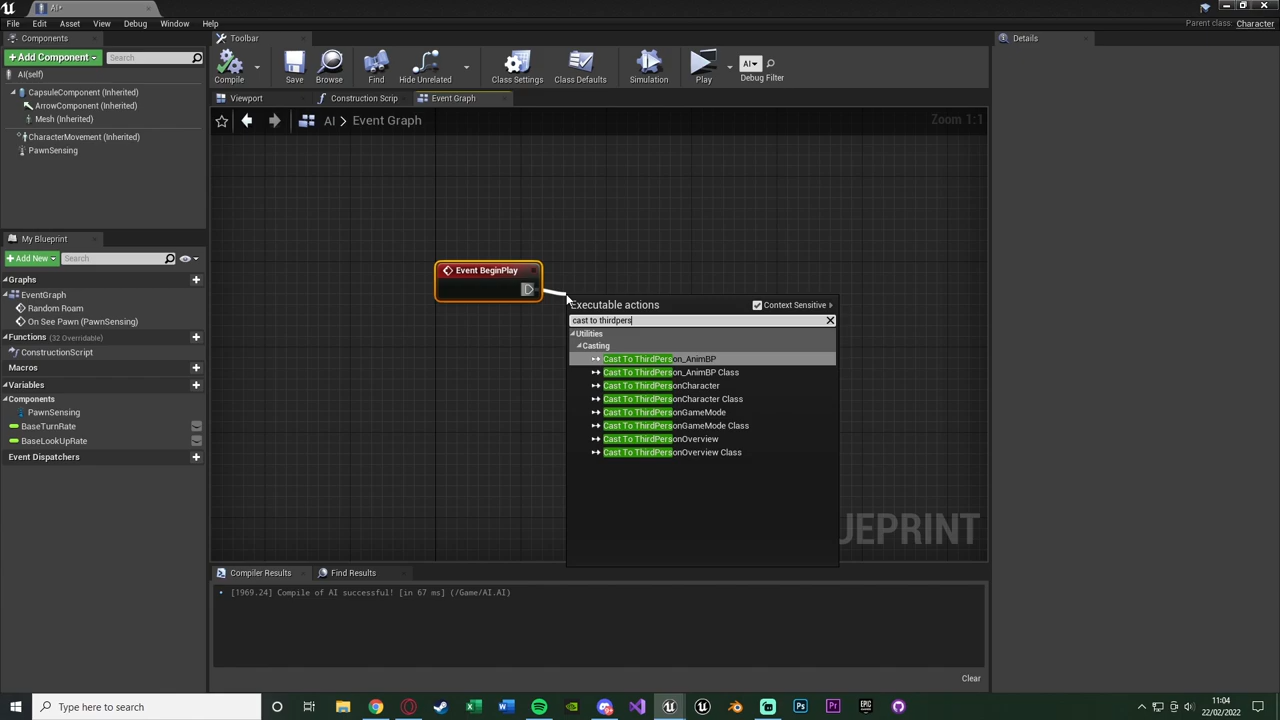 AI*
File Edit Asset View Debug Window Help
Parent class: Character
Components
Toolbar
Details
+Add Component
Search
Compile
Save
Browse
Find
Hide Unrelated
Class Settings
Class Defaults
Simulation
Play
AI
Debug Filter
AI(self)
CapsuleComponent (Inherited)
ArrowComponent (Inherited)
Mesh (Inherited)
CharacterMovement (Inherited)
PawnSensing
Viewport
Construction Scrip
Event Graph
AI > Event Graph
Zoom 1:1
My Blueprint
+Add New
Search
Graphs
EventGraph
Random Roam
On See Pawn (PawnSensing)
Functions (32 Overridable)
ConstructionScript
Macros
Variables
Components
PawnSensing
BaseTurnRate
BaseLookUpRate
Event Dispatchers
Event BeginPlay
Executable actions
Context Sensitive
cast to thirdpers
Utilities
Casting
Cast To ThirdPerson_AnimBP
Cast To ThirdPerson_AnimBP Class
Cast To ThirdPersonCharacter
Cast To ThirdPersonCharacter Class
Cast To ThirdPersonGameMode
Cast To ThirdPersonGameMode Class
Cast To ThirdPersonOverview
Cast To ThirdPersonOverview Class
UEPRINT
Compiler Results
Find Results
[1969.24] Compile of AI successful! [in 67 ms] (/Game/AI.AI)
Clear
Type here to search
11:04
22/02/2022